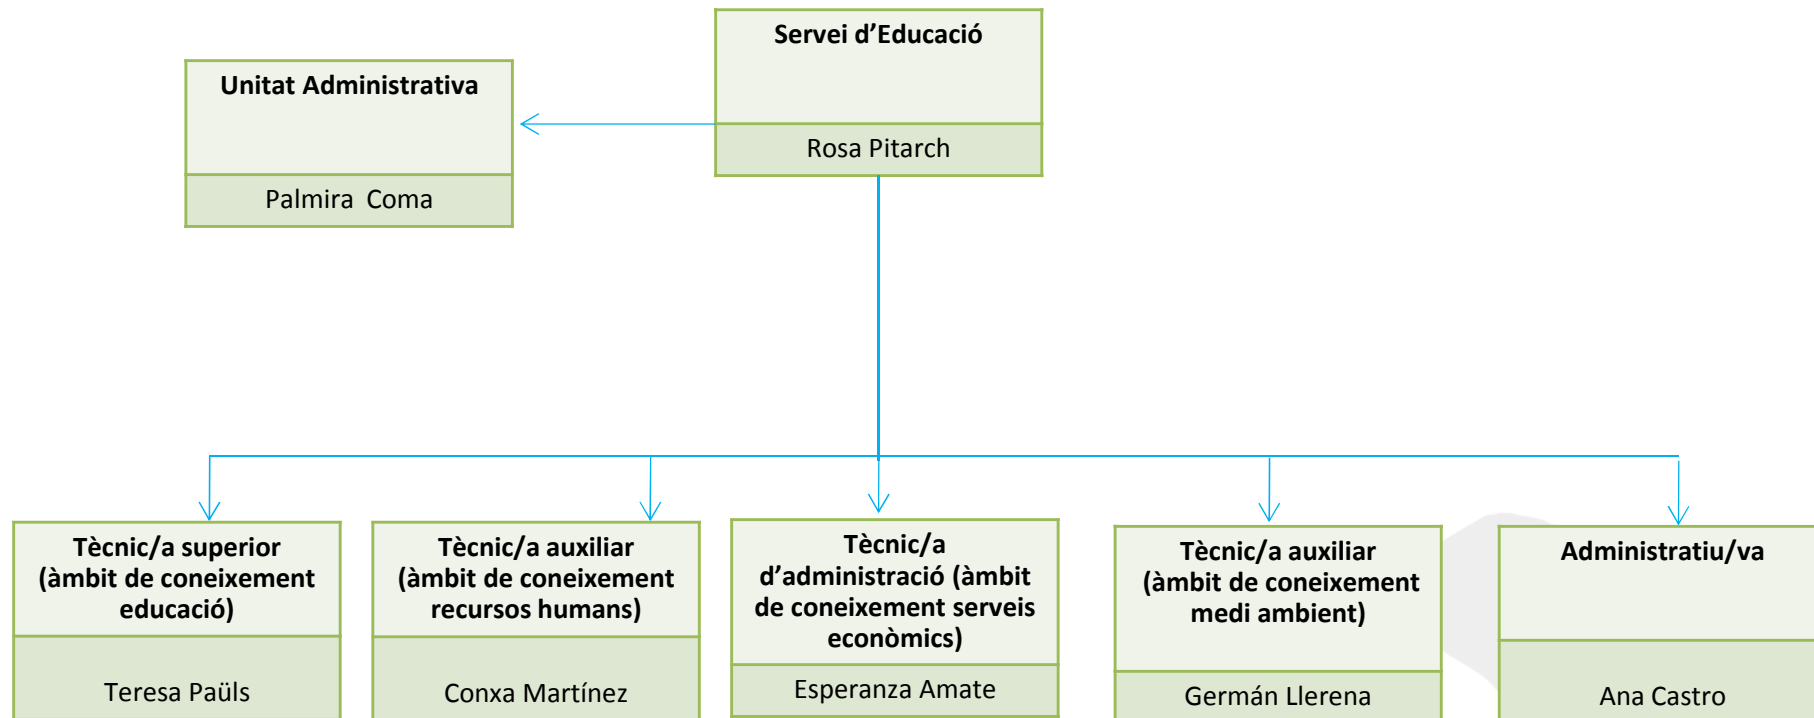 Servei d’Educació
Rosa Pitarch
Unitat Administrativa
Palmira Coma
Tècnic/a superior
(àmbit de coneixement
educació)
Teresa Paüls
Tècnic/a auxiliar
(àmbit de coneixement
recursos humans)
Conxa Martínez
Tècnic/a
d’administració (àmbit
de coneixement serveis
econòmics)
Esperanza Amate
Tècnic/a auxiliar
(àmbit de coneixement
medi ambient)
Germán Llerena
Administratiu/va
Ana Castro